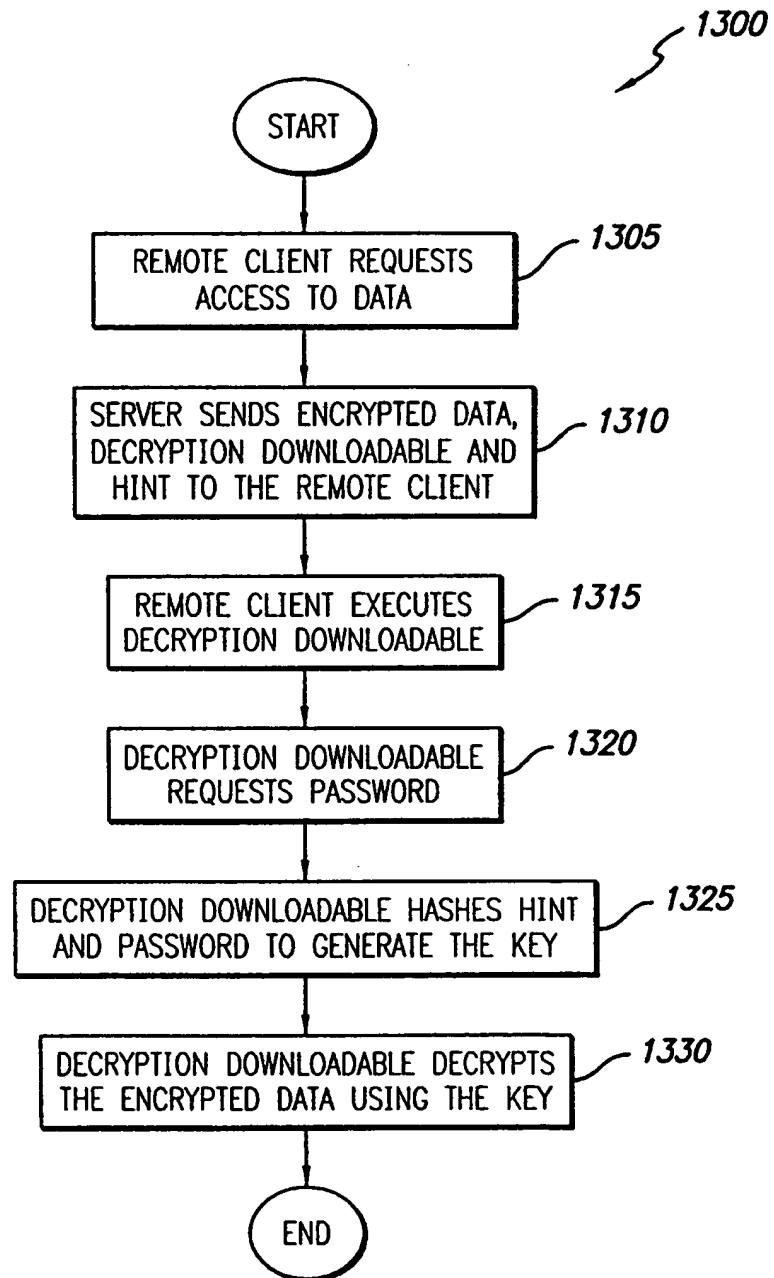 1300
START
REMOTE CLIENT REQUESTS
ACCESS TO DATA
1305
SERVER SENDS ENCRYPTED DATA,
DECRYPTION DOWNLOADABLE AND
HINT TO THE REMOTE CLIENT
1310
REMOTE CLIENT EXECUTES
DECRYPTION DOWNLOADABLE
1315
DECRYPTION DOWNLOADABLE
REQUESTS PASSWORD
1320
DECRYPTION DOWNLOADABLE HASHES HINT
AND PASSWORD TO GENERATE THE KEY
1325
DECRYPTION DOWNLOADABLE DECRYPTS
THE ENCRYPTED DATA USING THE KEY
1330
END